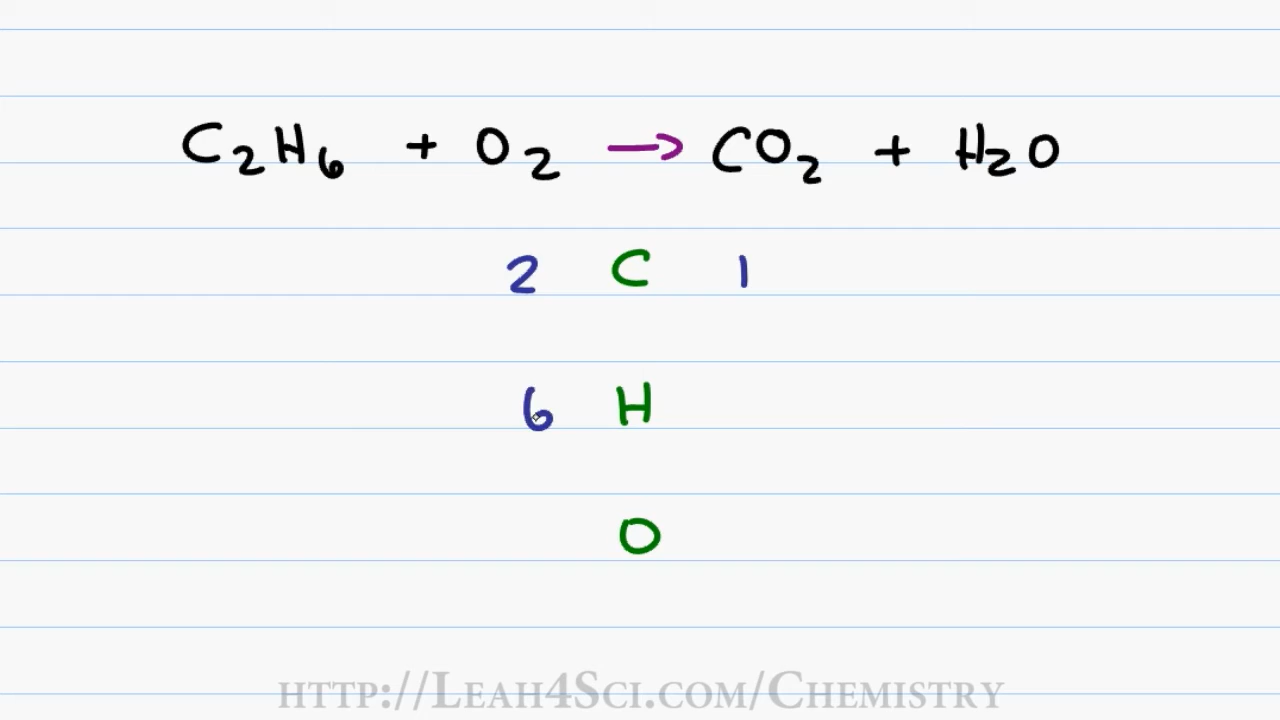 C₂H₆ + O₂ → CO₂ + H₂O
2 C 1
6 H
O
HTTP://LEAH4SCI.COM/CHEMISTRY